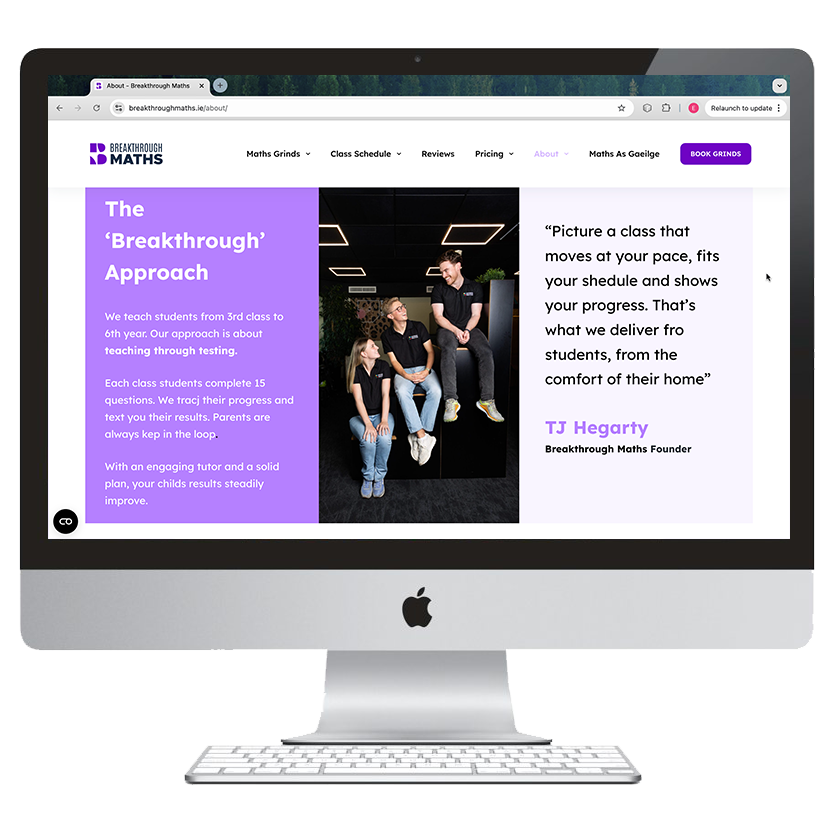 About - Breakthrough Maths
breakthroughmaths.ie/about/
E
Relaunch to update
BREAKTHROUGH
MATHS
Maths Grinds
Class Schedule
Reviews
Pricing
About
Maths As Gaeilge
BOOK GRINDS
The
‘Breakthrough’
Approach
We teach students from 3rd class to
6th year. Our approach is about
teaching through testing.
Each class students complete 15
questions. We tracj their progress and
text you their results. Parents are
always kep in the loop.
With an engaging tutor and a solid
plan, your childs results steadily
improve.
“Picture a class that
moves at your pace, fits
your shedule and shows
your progress. That’s
what we deliver fro
students, from the
comfort of their home”
TJ Hegarty
Breakthrough Maths Founder